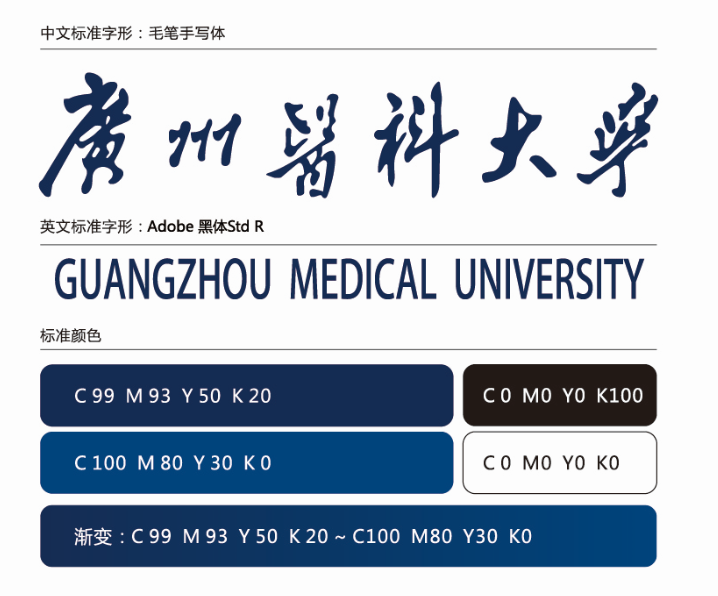 中文标准字形：毛笔手写体
廣州醫科大學
英文标准字形：Adobe 黑体Std R
GUANGZHOU MEDICAL UNIVERSITY
标准颜色
C 99 M 93 Y 50 K 20
C 0 M0 Y0 K100
C 100 M 80 Y 30 K 0
C 0 M0 Y0 K0
渐变：C 99 M 93 Y 50 K 20 ~ C100 M80 Y30 K0